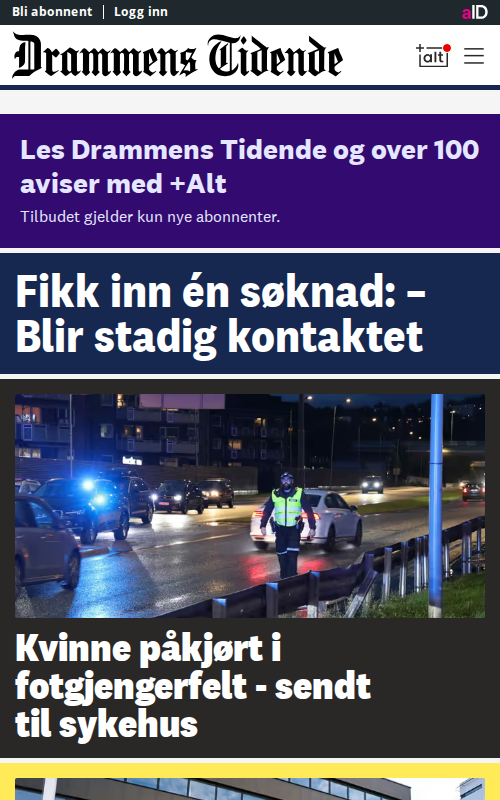 Bli abonnent
Logg inn
aID
Drammens Tidende
+alt
Les Drammens Tidende og over 100
aviser med +Alt
Tilbudet gjelder kun nye abonnenter.
Fikk inn én søknad: –
Blir stadig kontaktet
Kvinne påkjørt i
fotgjengerfelt - sendt
til sykehus